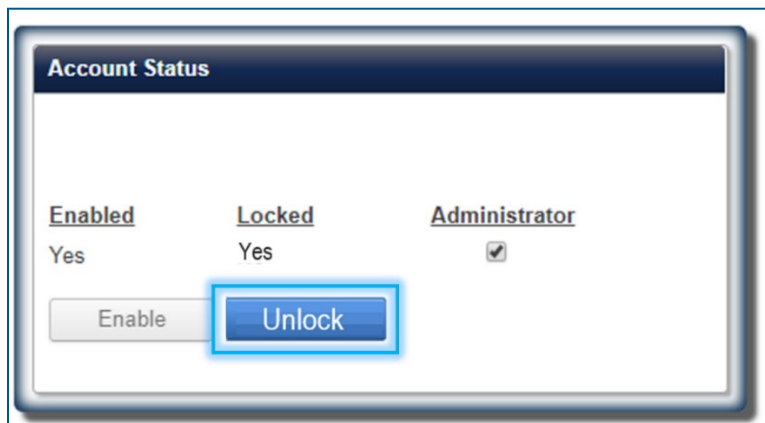 Account Status
Enabled Locked Administrator
Yes Yes
Enable Unlock